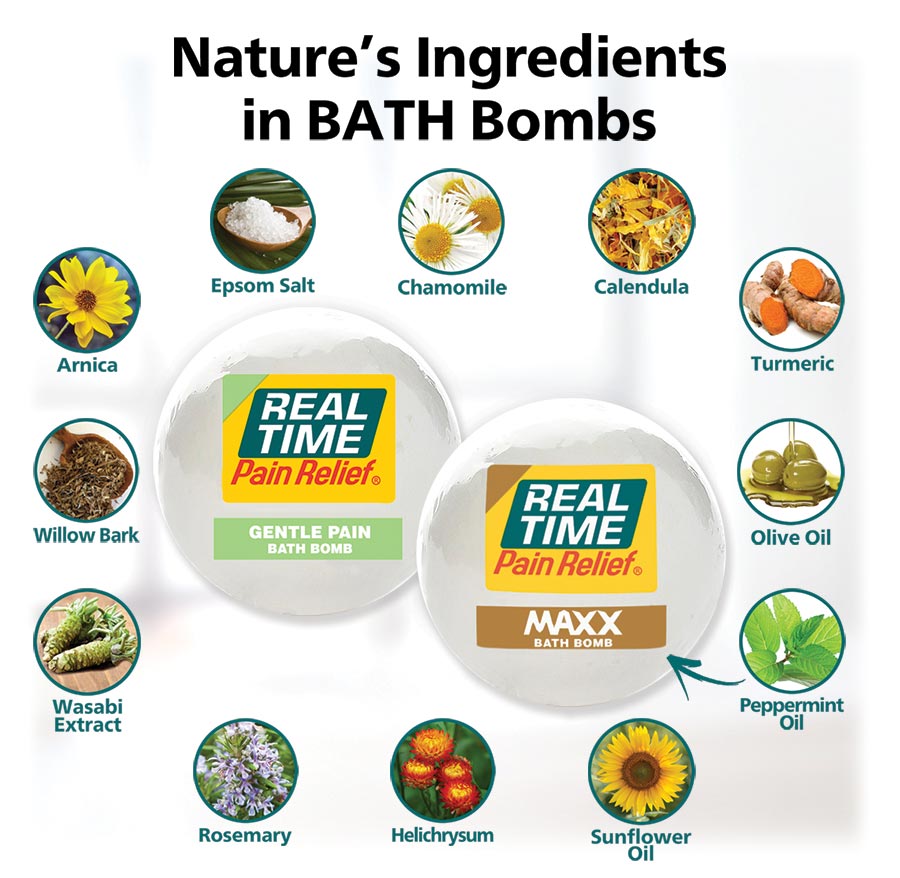 Nature's Ingredients
in BATH Bombs
Epsom Salt
Chamomile
Calendula
Arnica
Turmeric
REAL
TIME
Pain Relief®
GENTLE PAIN
BATH BOMB
Willow Bark
Olive Oil
REAL
TIME
Pain Relief®
MAXX
BATH BOMB
Wasabi
Extract
Peppermint
Oil
Rosemary
Helichrysum
Sunflower
Oil